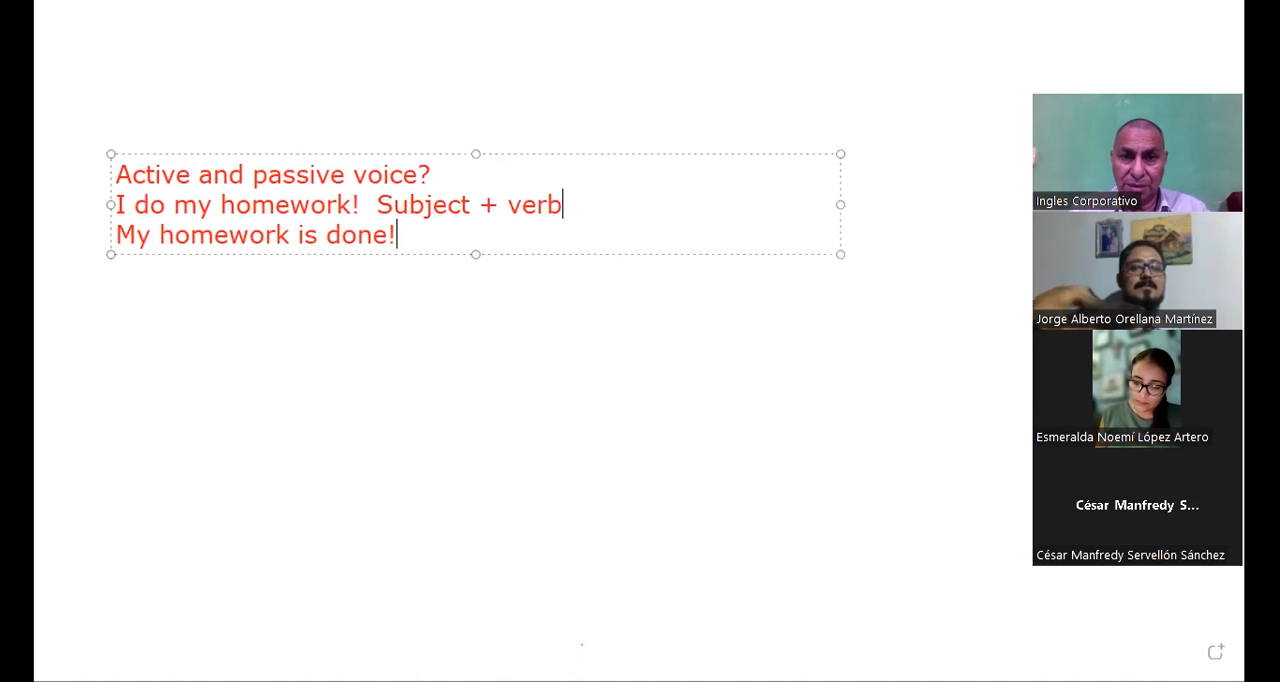 Active and passive voice?
I do my homework!  Subject + verb
My homework is done!
Ingles Corporativo
Jorge Alberto Orellana Martínez
Esmeralda Noemí López Artero
César Manfredy S...
César Manfredy Servellón Sánchez